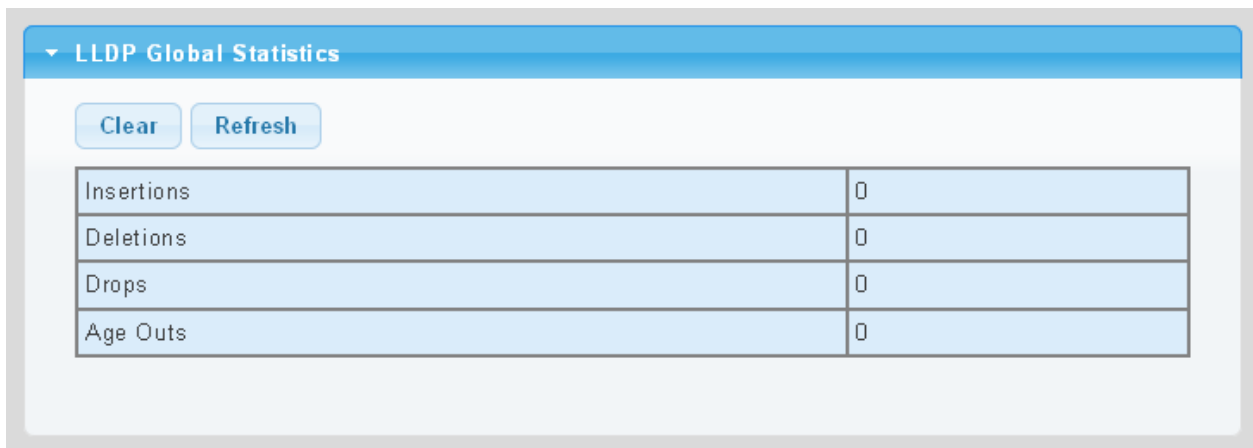 LLDP Global Statistics
Clear Refresh
Insertions 0
Deletions 0
Drops 0
Age Outs 0